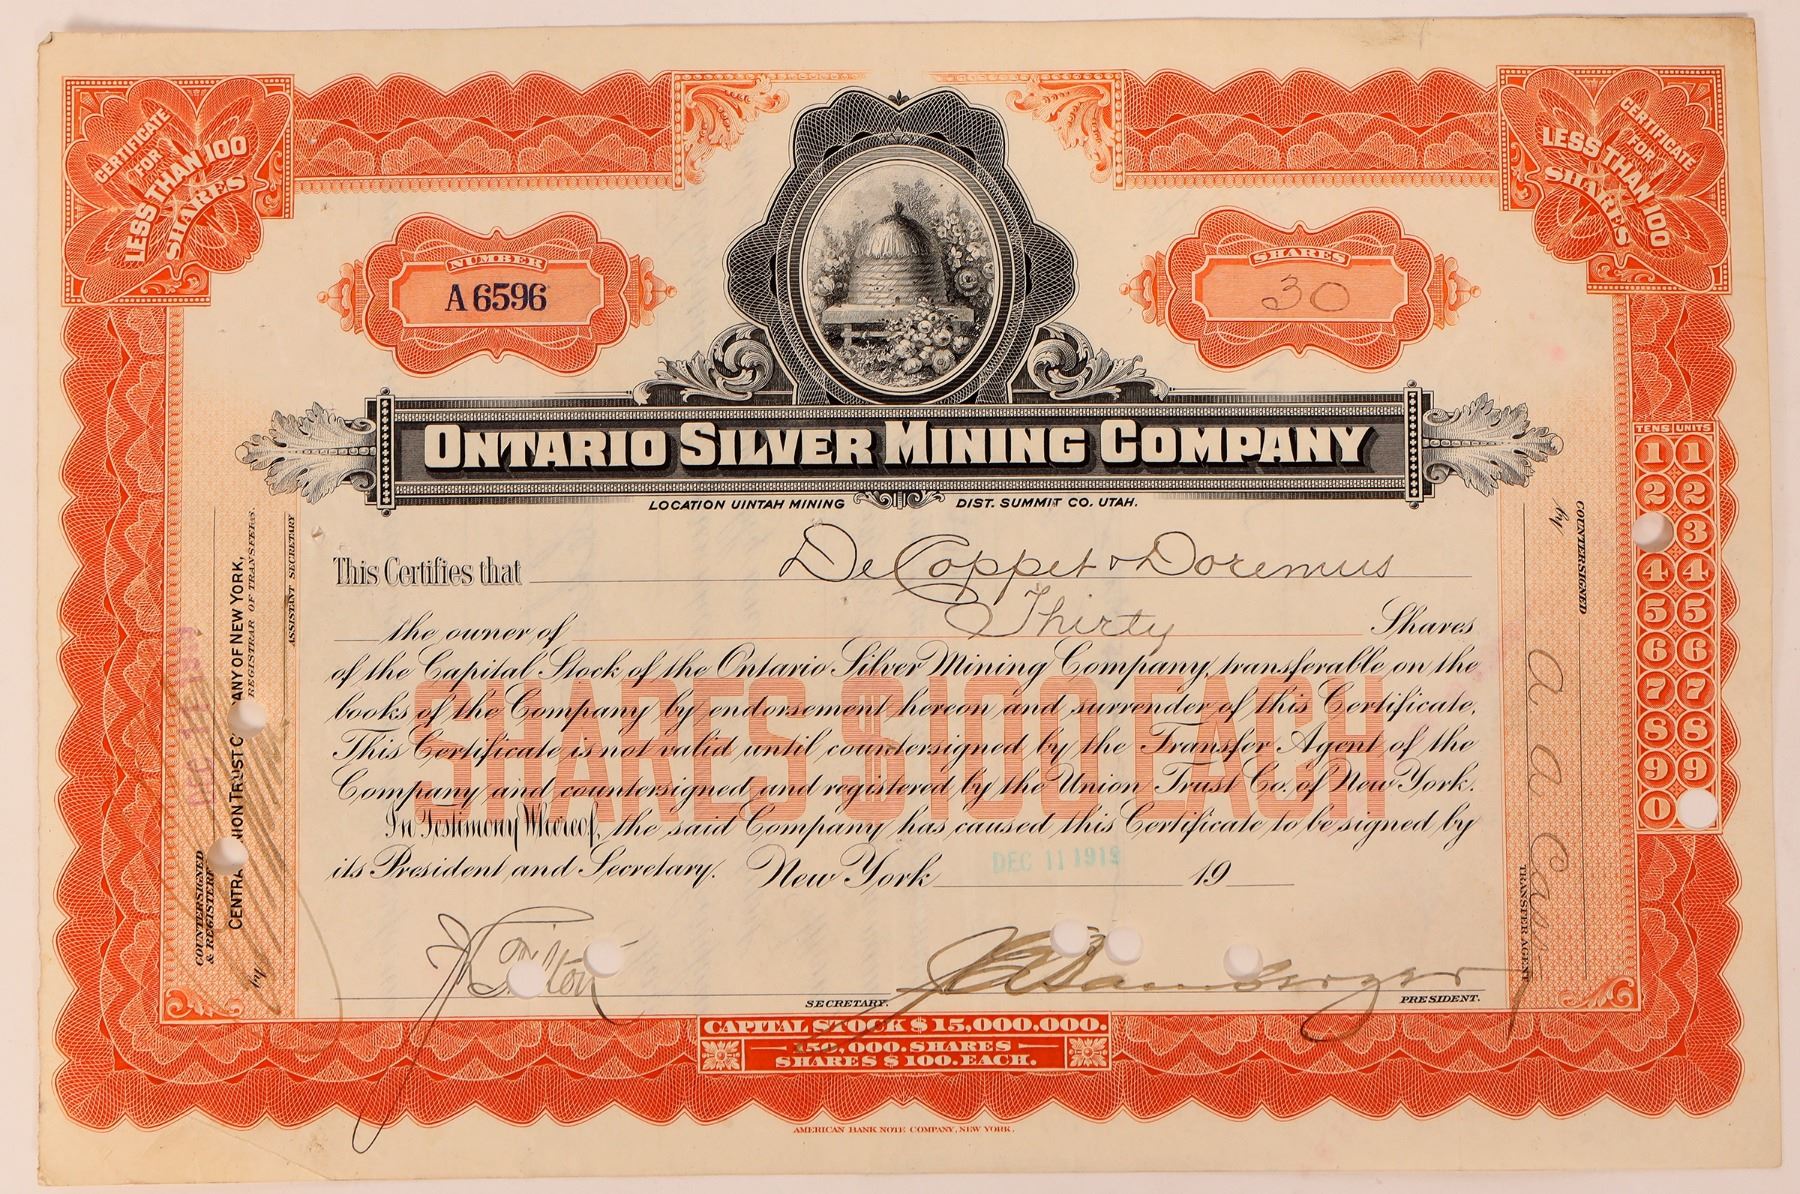 CERTIFICATE
FOR
LESS THAN 100
SHARES
CERTIFICATE
FOR
LESS THAN 100
SHARES
NUMBER
A 6596
SHARES
30
ONTARIO SILVER MINING COMPANY
LOCATION UINTAH MINING DIST. SUMMIT CO. UTAH.
This Certifies that DeCoppet & Doremus
the owner of Thirty Shares
of the Capital Stock of the Ontario Silver Mining Company, transferable on the
books of the Company by endorsement hereon and surrender of this Certificate.
This Certificate is not valid until countersigned by the Transfer Agent of the
Company and countersigned and registered by the Union Trust Co. of New York.
In Testimony Whereof, the said Company has caused this Certificate to be signed by
its President and Secretary. New York DEC 11 1919 19
SHARES $100 EACH
SECRETARY.
PRESIDENT.
CAPITAL STOCK $15,000,000.
150,000. SHARES
SHARES $100. EACH.
AMERICAN BANK NOTE COMPANY, NEW YORK.
COUNTERSIGNED
& REGISTERED
CENTRAL UNION TRUST COMPANY OF NEW YORK,
REGISTRAR OF TRANSFERS.
by
ASSISTANT SECRETARY
DEC 11 1919
COUNTERSIGNED
by
TRANSFER AGENT
TENS UNITS
1 1
2 2
3
4 4
5 5
6 6
7 7
8 8
9 9
0